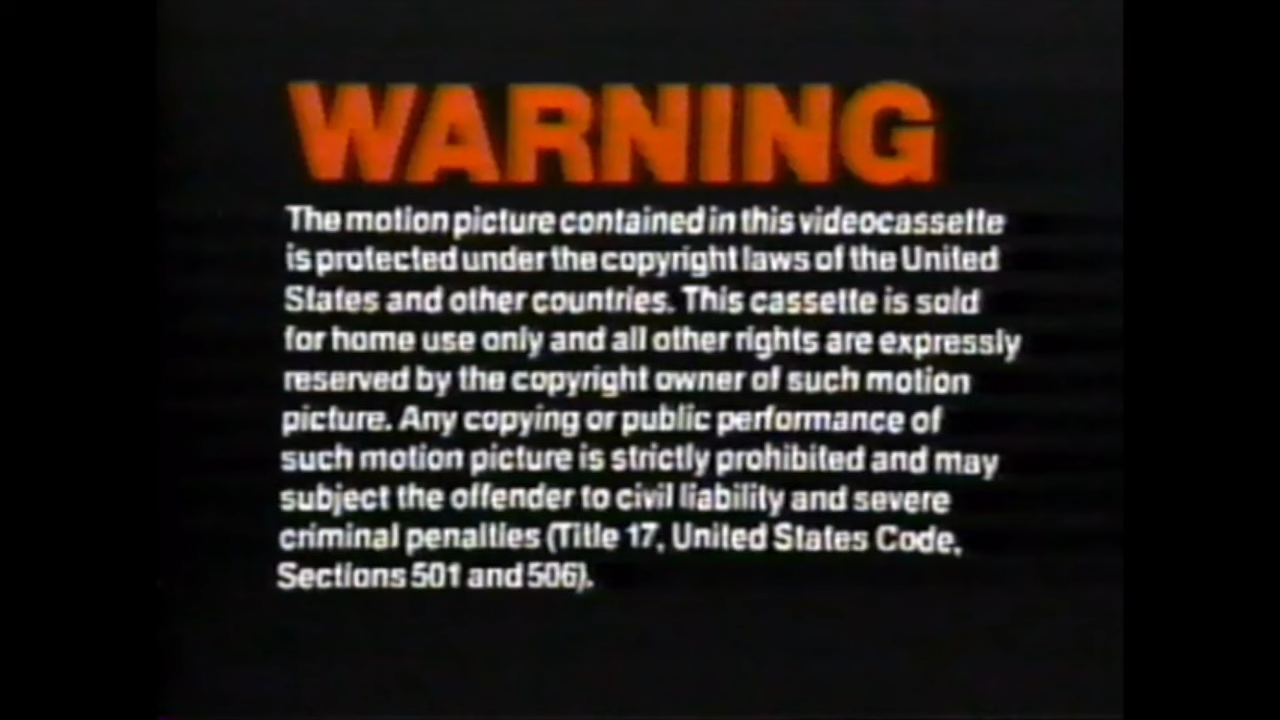 WARNING
The motion picture contained in this videocassette
is protected under the copyright laws of the United
States and other countries. This cassette is sold
for home use only and all other rights are expressly
reserved by the copyright owner of such motion
picture. Any copying or public performance of
such motion picture is strictly prohibited and may
subject the offender to civil liability and severe
criminal penalties (Title 17, United States Code,
Sections 501 and 506).